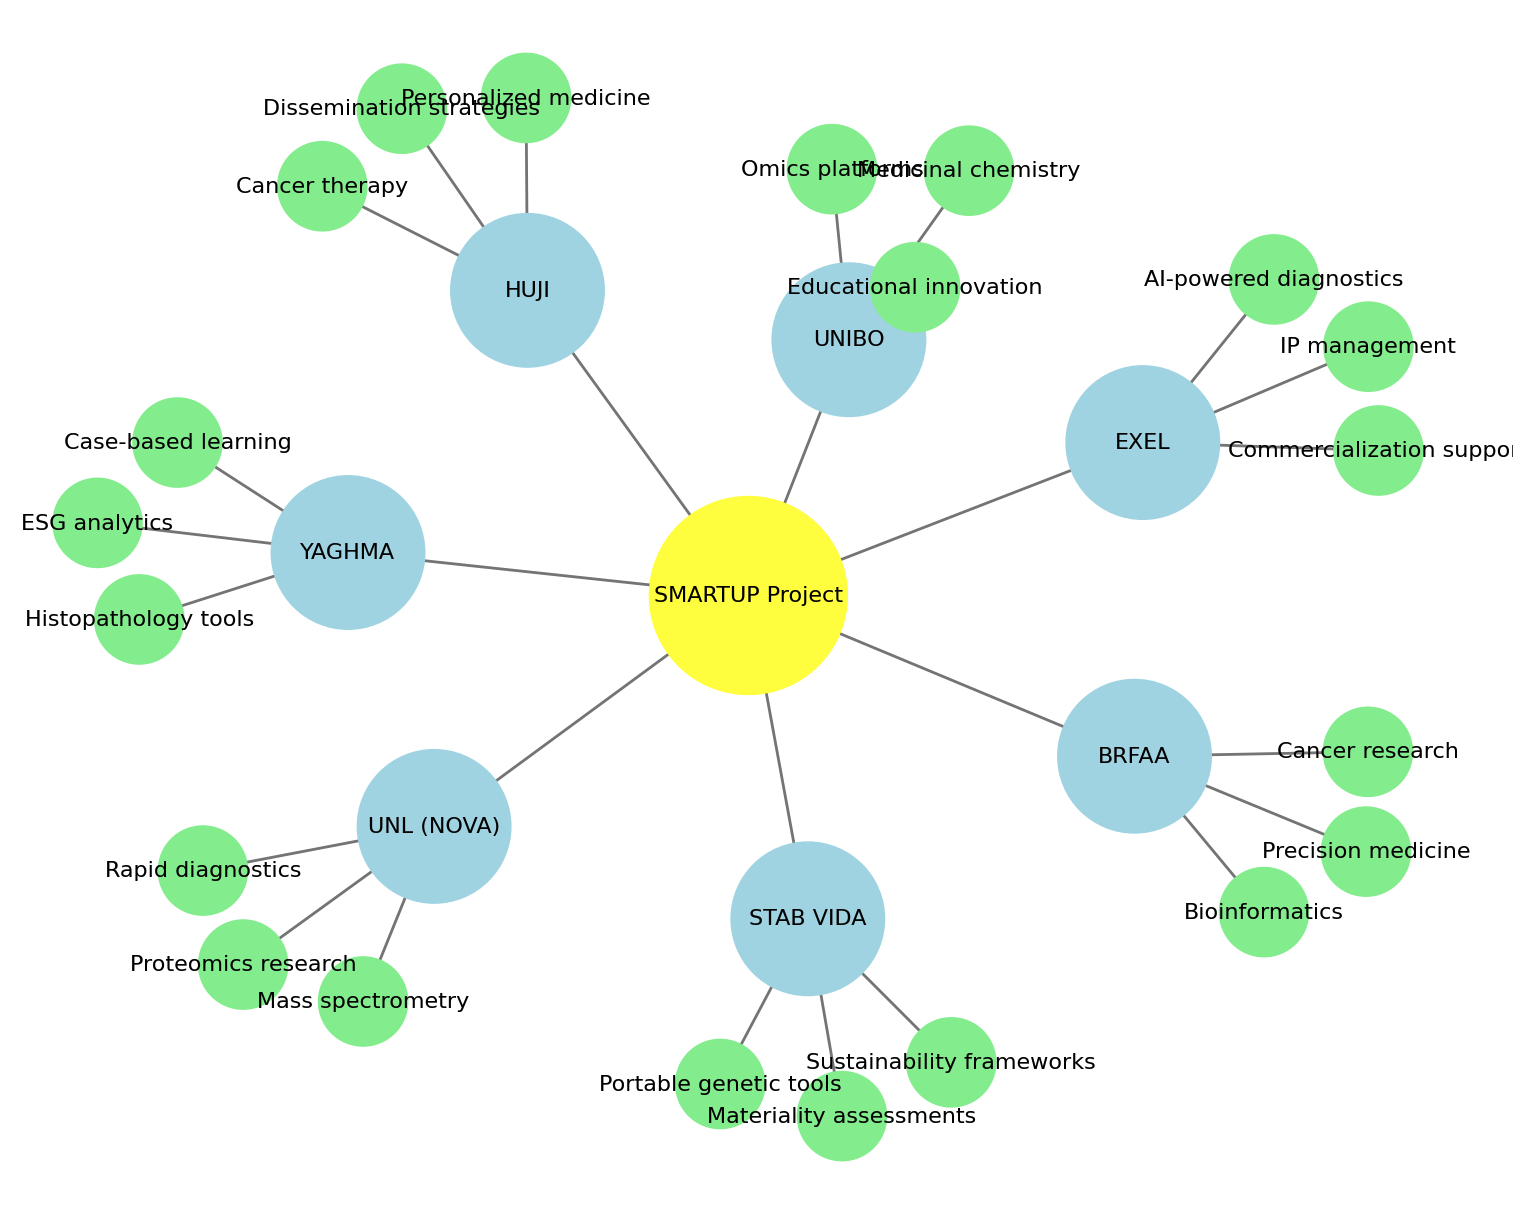 Personalized medicine
Dissemination strategies
Cancer therapy
HUJI
Omics platforms
Medicinal chemistry
Educational innovation
UNIBO
AI-powered diagnostics
IP management
EXEL
Commercialization suppor
Case-based learning
ESG analytics
YAGHMA
Histopathology tools
SMARTUP Project
BRFAA
Cancer research
Precision medicine
Bioinformatics
UNL (NOVA)
Rapid diagnostics
Proteomics research
Mass spectrometry
STAB VIDA
Sustainability frameworks
Portable genetic tools
Materiality assessments